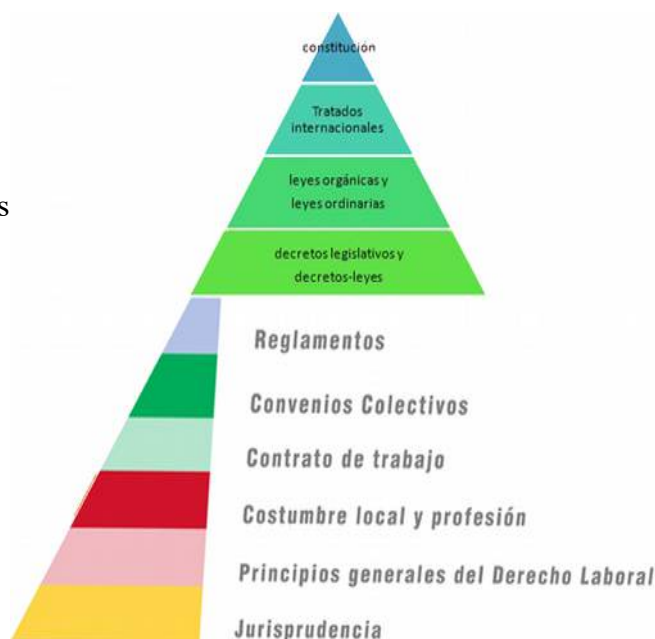 constitución
Tratados
internacionales
s
leyes orgánicas y
leyes ordinarias
decretos legislativos y
decretos-leyes
Reglamentos
Convenios Colectivos
Contrato de trabajo
Costumbre local y profesión
Principios generales del Derecho Laboral
Jurisprudencia